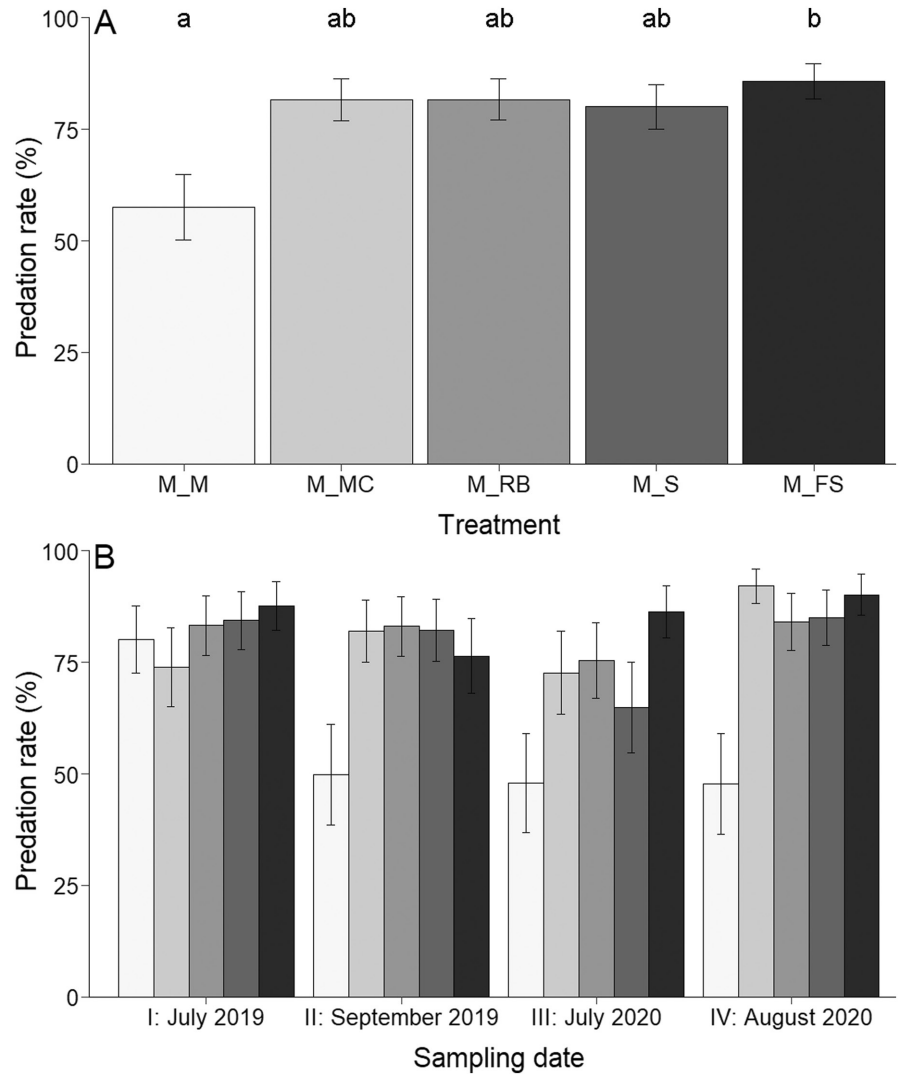 A
a ab ab ab b
Predation rate (%)
100
75
50
25
0
M_M M_MC M_RB M_S M_FS
Treatment
B
Predation rate (%)
100
75
50
25
0
I: July 2019 II: September 2019 III: July 2020 IV: August 2020
Sampling date